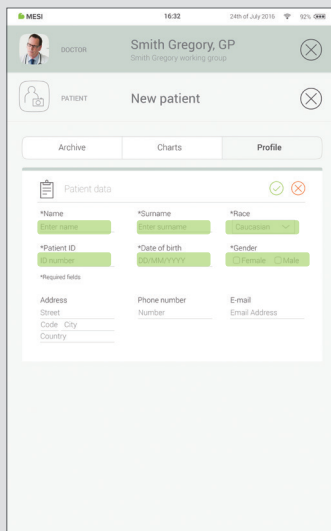 MESI 16:32 24th of July 2016 92%
DOCTOR Smith Gregory, GP
Smith Gregory working group
PATIENT New patient
Archive Charts Profile
Patient data
*Name *Surname *Race
Enter name Enter surname Caucassian
*Patient ID *Date of birth *Gender
ID number DD/MM/YYYY Female Male
*Required fields
Address Phone number E-mail
Street Number Email Address
Code City
Country